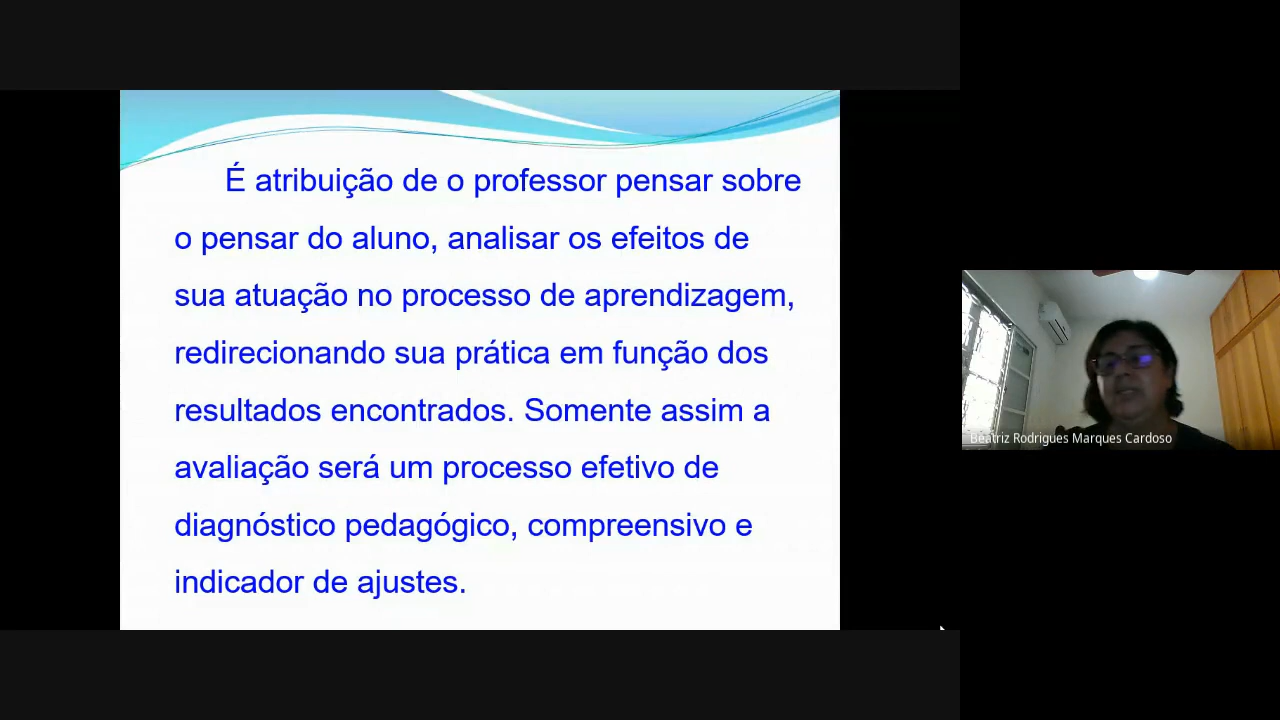 É atribuição de o professor pensar sobre
o pensar do aluno, analisar os efeitos de
sua atuação no processo de aprendizagem,
redirecionando sua prática em função dos
resultados encontrados. Somente assim a
avaliação será um processo efetivo de
diagnóstico pedagógico, compreensivo e
indicador de ajustes.
Beatriz Rodrigues Marques Cardoso